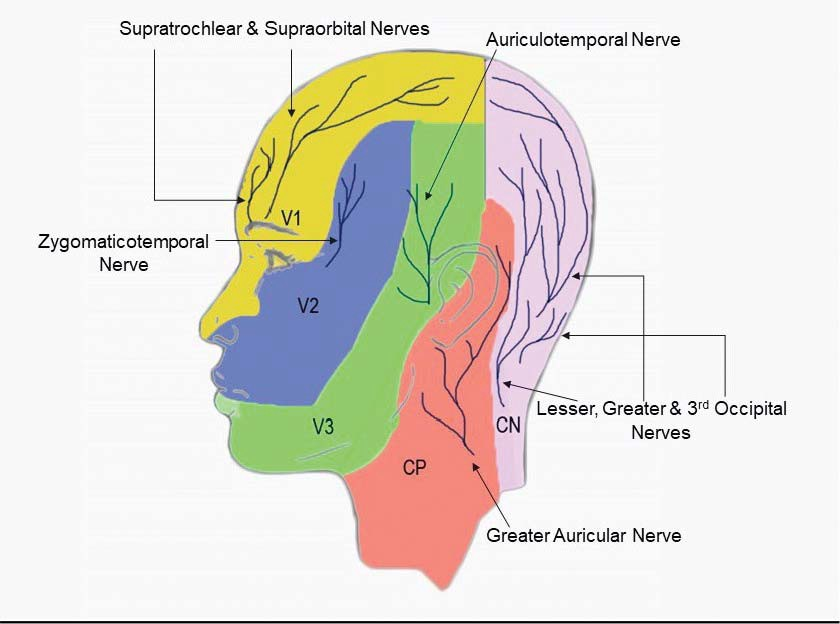 Supratrochlear & Supraorbital Nerves
Auriculotemporal Nerve
V1
Zygomaticotemporal
Nerve
V2
Lesser, Greater & 3rd Occipital
Nerves
V3
CN
CP
Greater Auricular Nerve